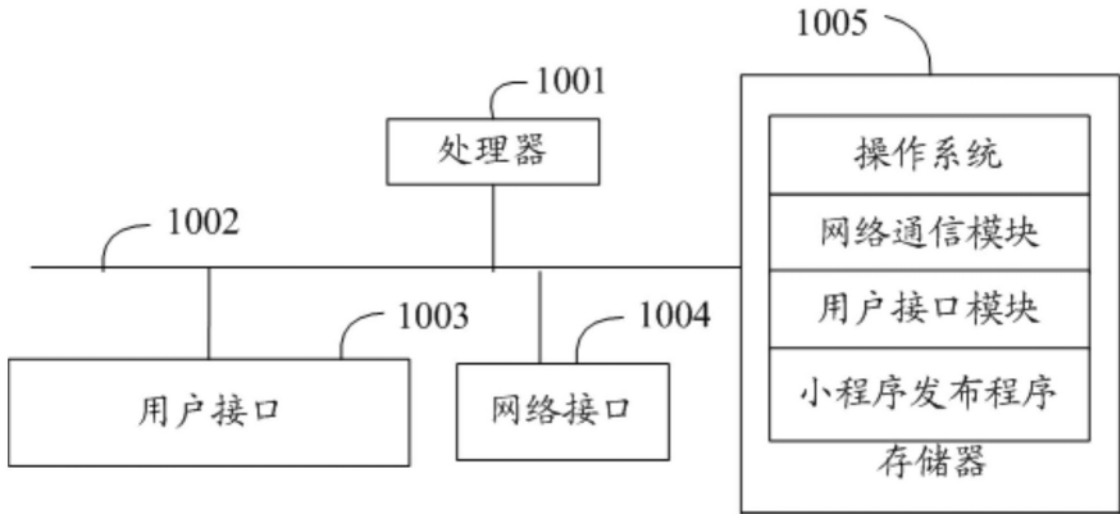 1005
1001
处理器
操作系统
1002
网络通信模块
1003
1004
用户接口模块
用户接口
网络接口
小程序发布程序
存储器